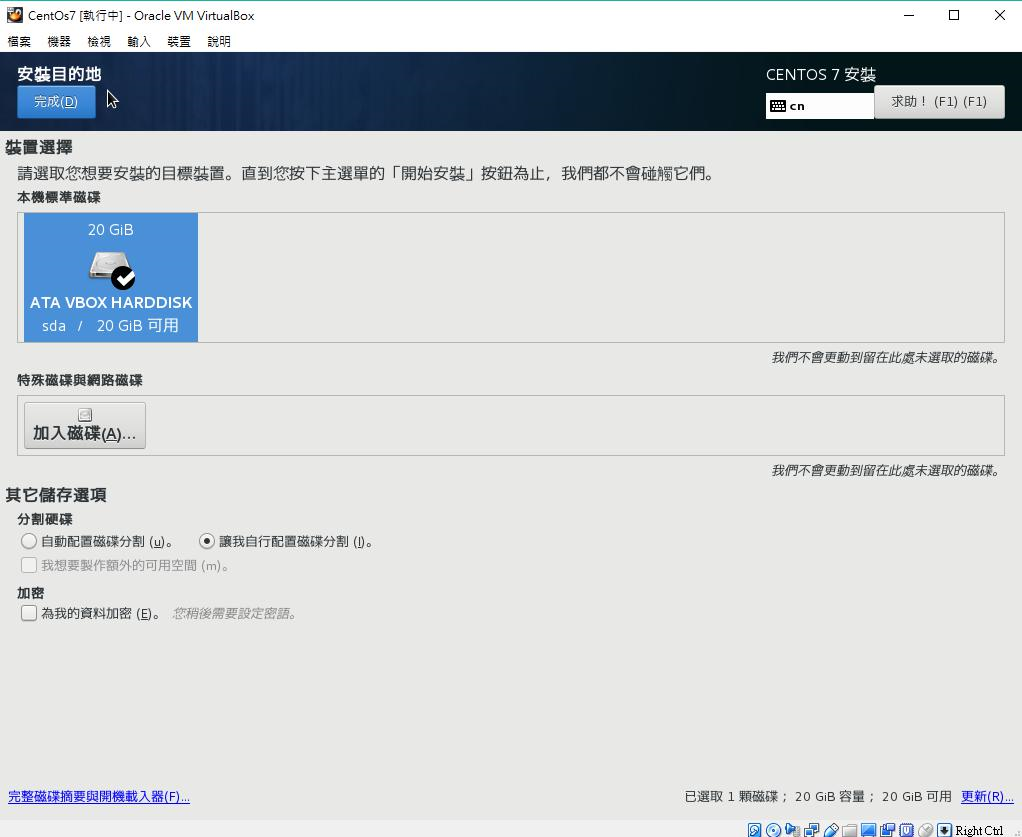 CentOs7 [執行中] - Oracle VM VirtualBox
檔案 機器 檢視 輸入 裝置 說明
安裝目的地
完成(D)
CENTOS 7 安裝
cn
求助！ (F1) (F1)
裝置選擇
請選取您想要安裝的目標裝置。直到您按下主選單的「開始安裝」按鈕為止，我們都不會碰觸它們。
本機標準磁碟
20 GiB
ATA VBOX HARDDISK
sda / 20 GiB 可用
我們不會更動到留在此處未選取的磁碟。
特殊磁碟與網路磁碟
加入磁碟(A)...
我們不會更動到留在此處未選取的磁碟。
其它儲存選項
分割硬碟
自動配置磁碟分割 (u)。 讓我自行配置磁碟分割 (I)。
我想要製作額外的可用空間 (m)。
加密
為我的資料加密 (E)。 您稍後需要設定密語。
完整磁碟摘要與開機載入器(F)...
已選取 1 顆磁碟； 20 GiB 容量； 20 GiB 可用 更新(R)...
Right Ctrl